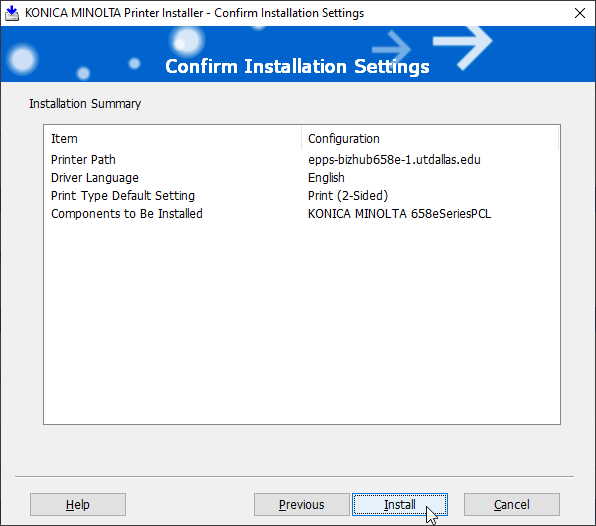 KONICA MINOLTA Printer Installer - Confirm Installation Settings
Confirm Installation Settings
Installation Summary
Item Configuration
Printer Path epps-bizhub658e-1.utdallas.edu
Driver Language English
Print Type Default Setting Print (2-Sided)
Components to Be Installed KONICA MINOLTA 658eSeriesPCL
Help Previous Install Cancel